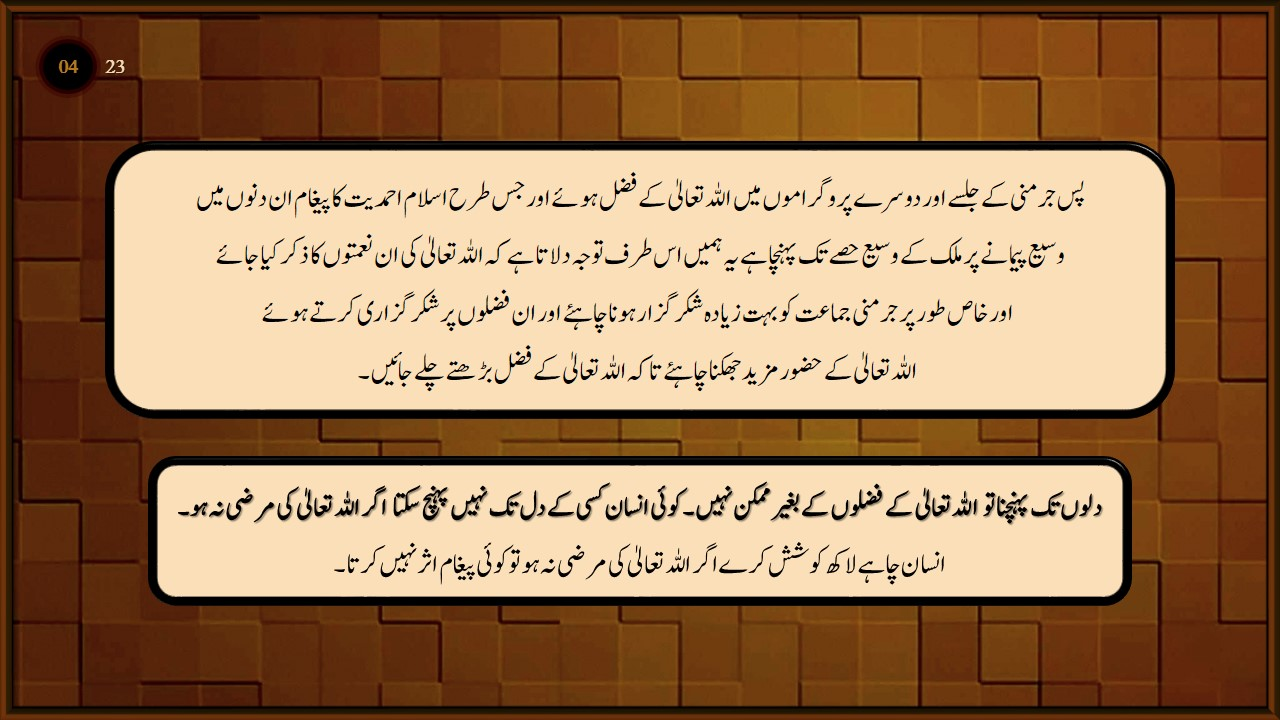 04 23
پس جرمنی کے جلسے اور دوسرے پروگراموں میں اللہ تعالیٰ کے فضل ہوئے اور جس طرح اسلام احمدیت کا پیغام ان دنوں میں
وسیع پیمانے پر ملک کے وسیع حصے تک پہنچا ہے یہ ہمیں اس طرف توجہ دلاتا ہے کہ اللہ تعالیٰ کی ان نعمتوں کا ذکر کیا جائے
اور خاص طور پر جرمنی جماعت کو بہت زیادہ شکر گزار ہونا چاہئے اور ان فضلوں پر شکر گزاری کرتے ہوئے
اللہ تعالیٰ کے حضور مزید جھکنا چاہئے تا کہ اللہ تعالیٰ کے فضل بڑھتے چلے جائیں۔
دلوں تک پہنچنا تو اللہ تعالیٰ کے فضلوں کے بغیر ممکن نہیں۔ کوئی انسان کسی کے دل تک نہیں پہنچ سکتا اگر اللہ تعالیٰ کی مرضی نہ ہو۔
انسان چاہے لاکھ کوشش کرے اگر اللہ تعالیٰ کی مرضی نہ ہو تو کوئی پیغام اثر نہیں کرتا۔